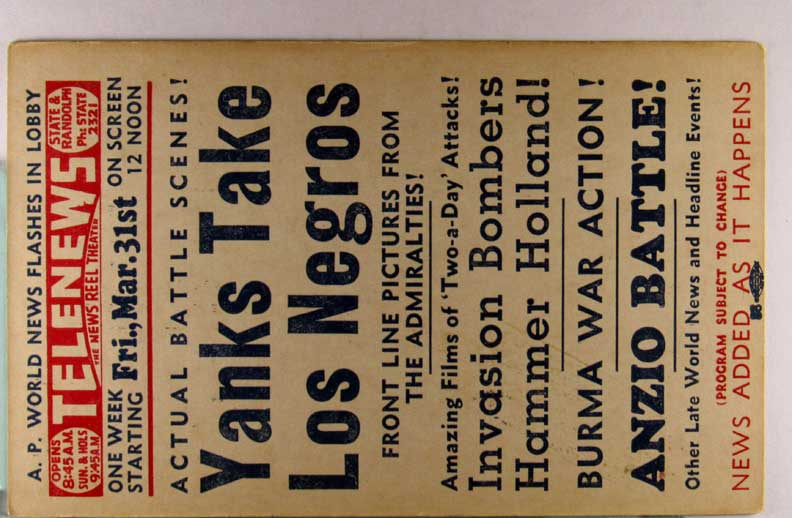 A. P. WORLD NEWS FLASHES IN LOBBY
OPENS
8:45 A.M.
SUN. & HOLS
9:45 A.M.
TELENEWS
THE NEWS REEL THEATER
STATE &
RANDOLPH
Ph: STATE
2321
ONE WEEK
STARTING
Fri., Mar. 31st
ON SCREEN
12 NOON
ACTUAL BATTLE SCENES!
Yanks Take
Los Negros
FRONT LINE PICTURES FROM
THE ADMIRALTIES!
Amazing Films of 'Two-a-Day' Attacks!
Invasion Bombers
Hammer Holland!
BURMA WAR ACTION!
ANZIO BATTLE!
Other Late World News and Headline Events!
(PROGRAM SUBJECT TO CHANGE)
NEWS ADDED AS IT HAPPENS